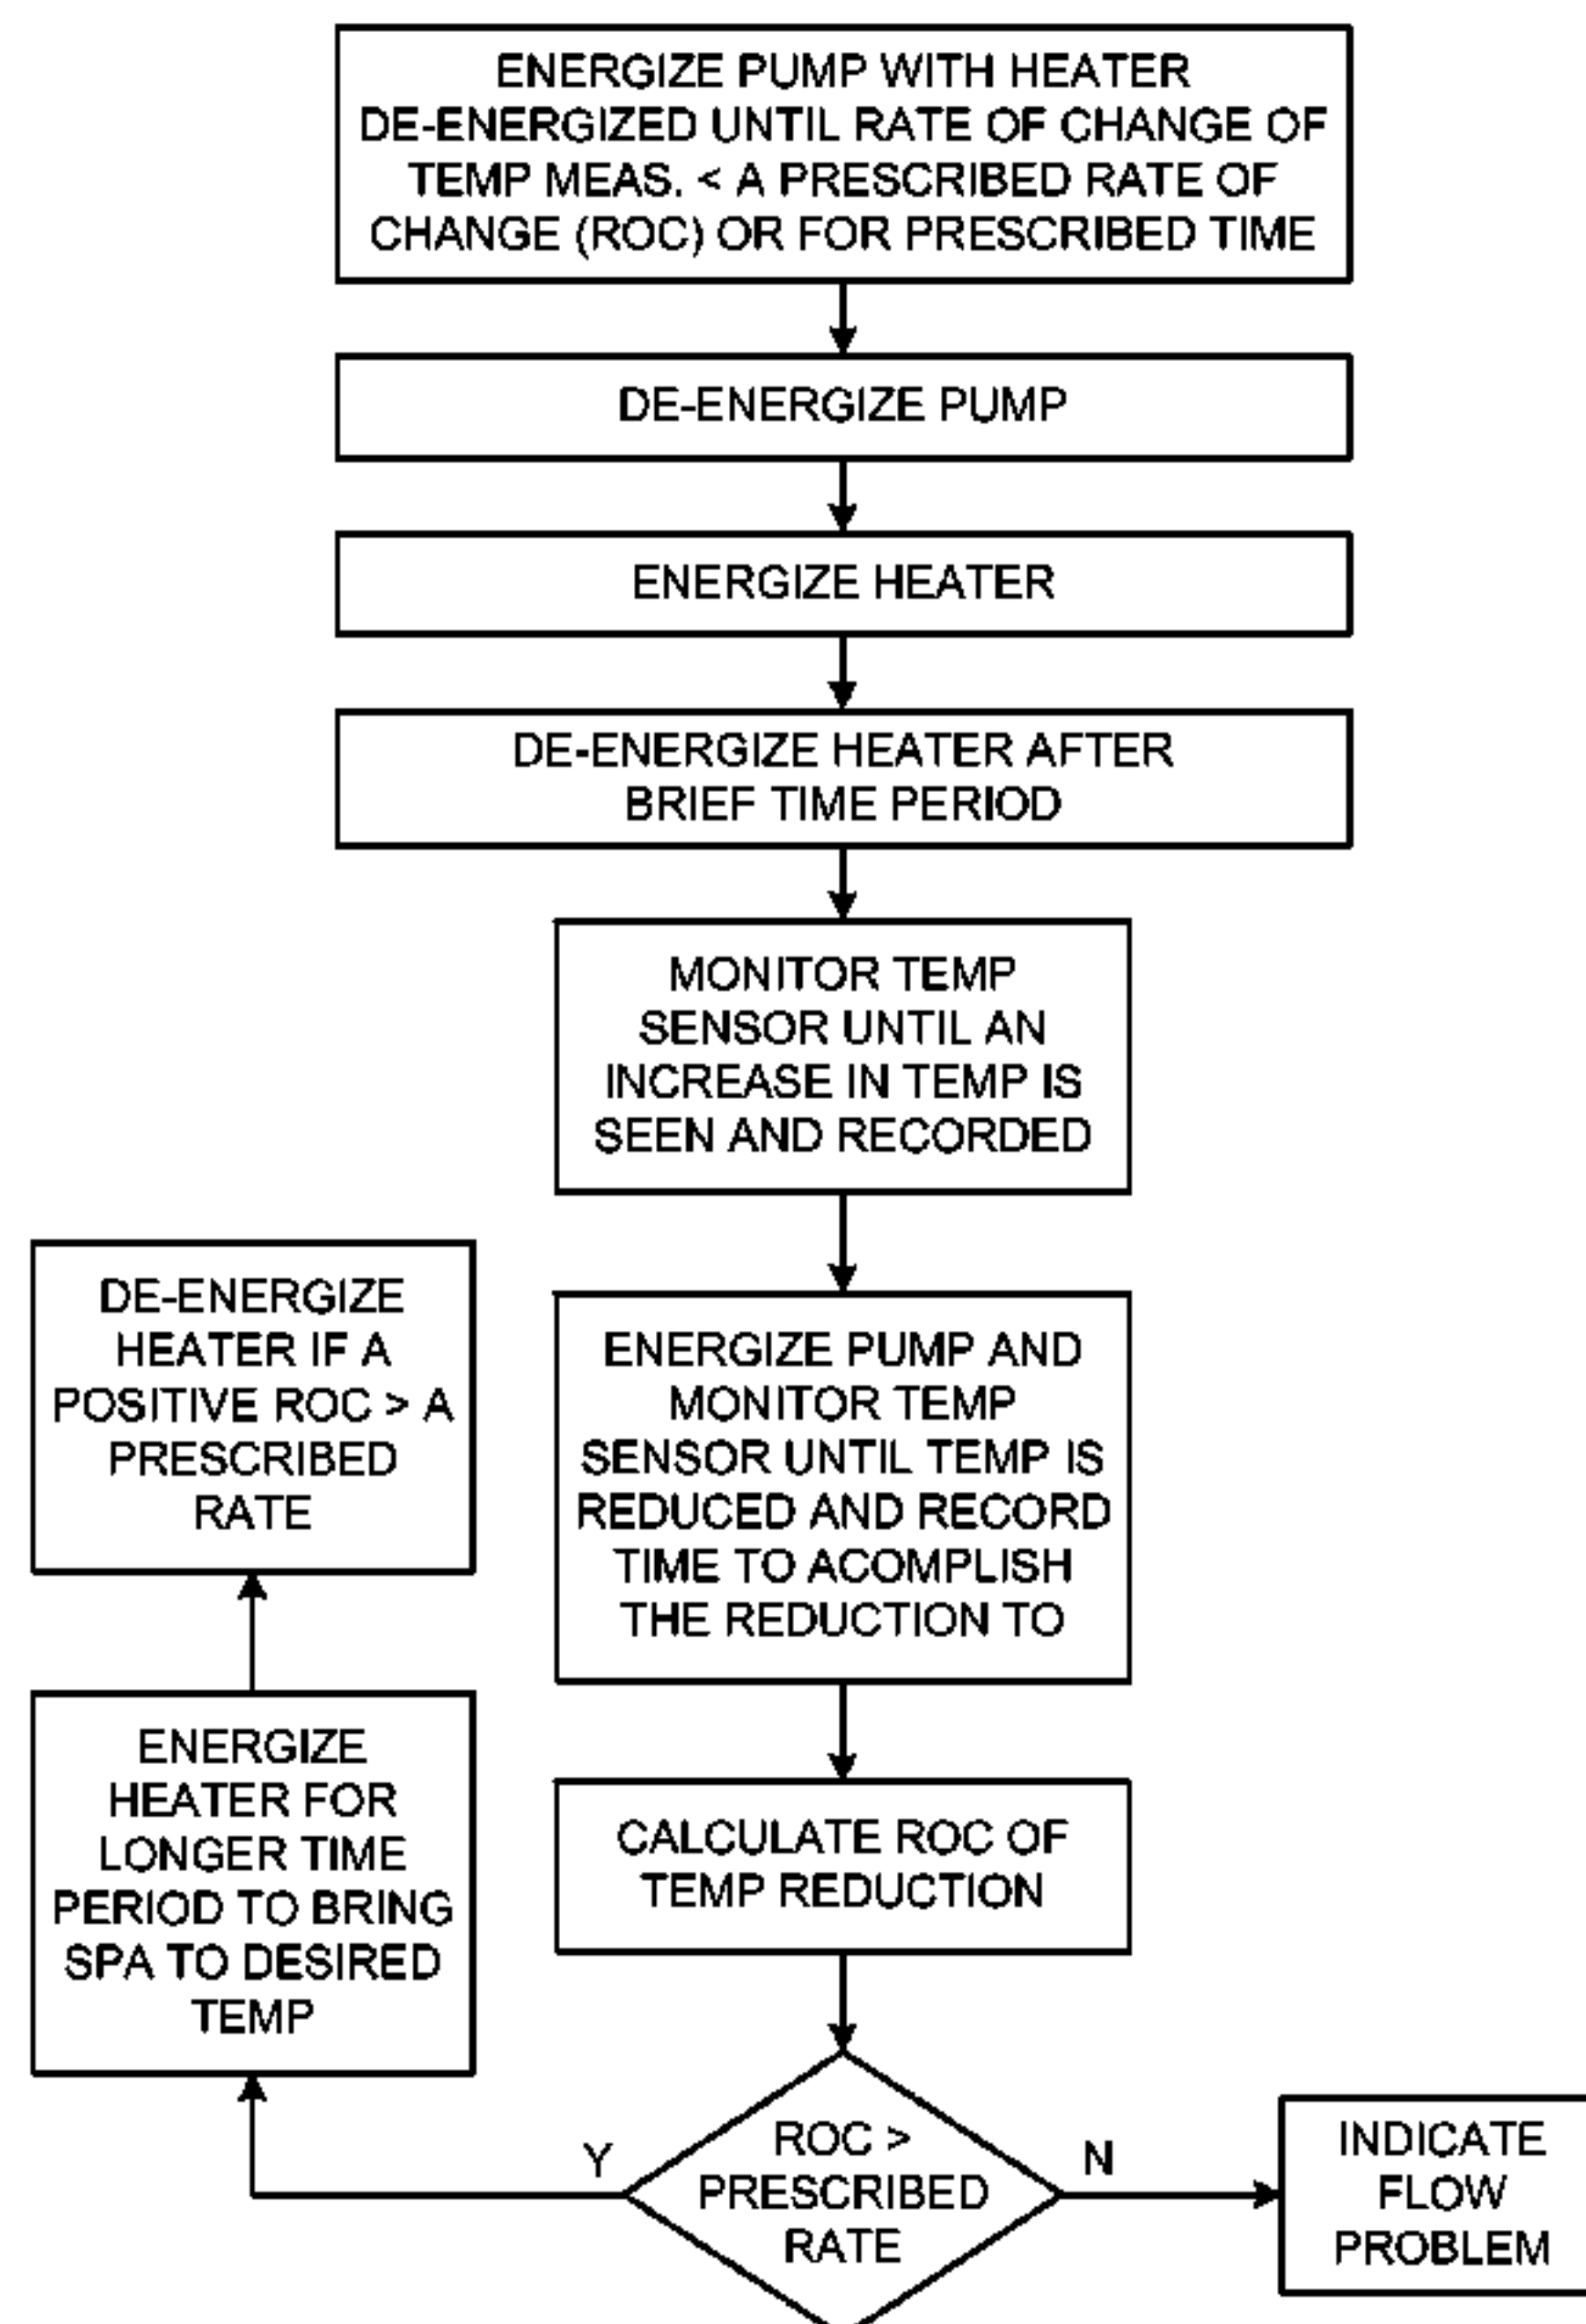 ENERGIZE PUMP WITH HEATER
DE-ENERGIZED UNTIL RATE OF CHANGE OF
TEMP MEAS. < A PRESCRIBED RATE OF
CHANGE (ROC) OR FOR PRESCRIBED TIME
DE-ENERGIZE PUMP
ENERGIZE HEATER
DE-ENERGIZE HEATER AFTER
BRIEF TIME PERIOD
MONITOR TEMP
SENSOR UNTIL AN
INCREASE IN TEMP IS
SEEN AND RECORDED
ENERGIZE PUMP AND
MONITOR TEMP
SENSOR UNTIL TEMP IS
REDUCED AND RECORD
TIME TO ACOMPLISH
THE REDUCTION TO
CALCULATE ROC OF
TEMP REDUCTION
ROC >
PRESCRIBED
RATE
Y
N
ENERGIZE
HEATER FOR
LONGER TIME
PERIOD TO BRING
SPA TO DESIRED
TEMP
DE-ENERGIZE
HEATER IF A
POSITIVE ROC > A
PRESCRIBED
RATE
INDICATE
FLOW
PROBLEM